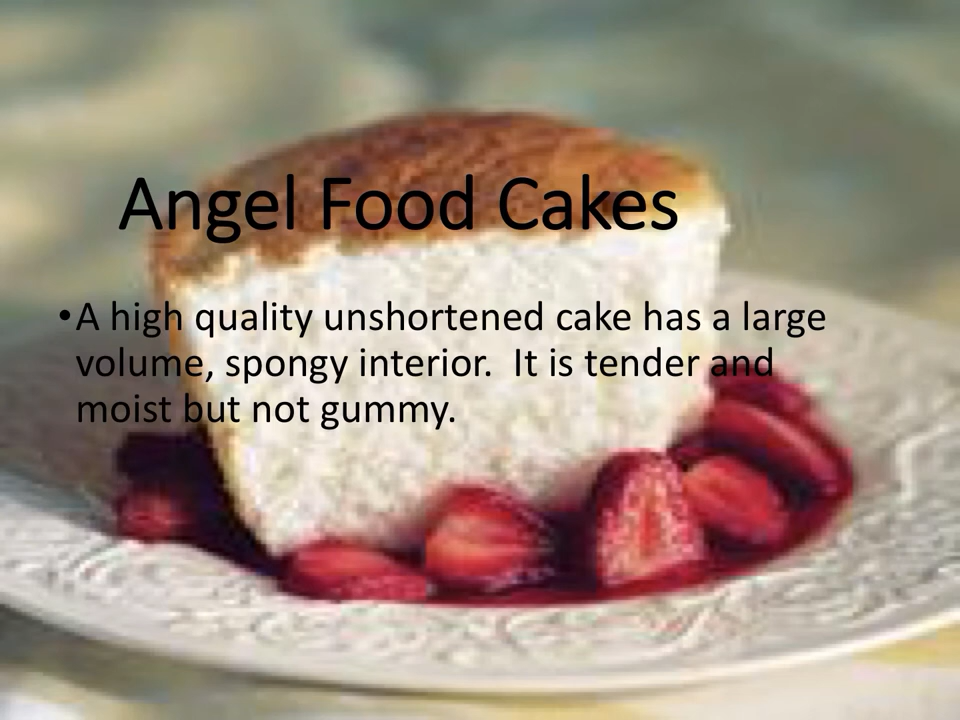 Angel Food Cakes
•A high quality unshortened cake has a large
volume, spongy interior.  It is tender and
moist but not gummy.